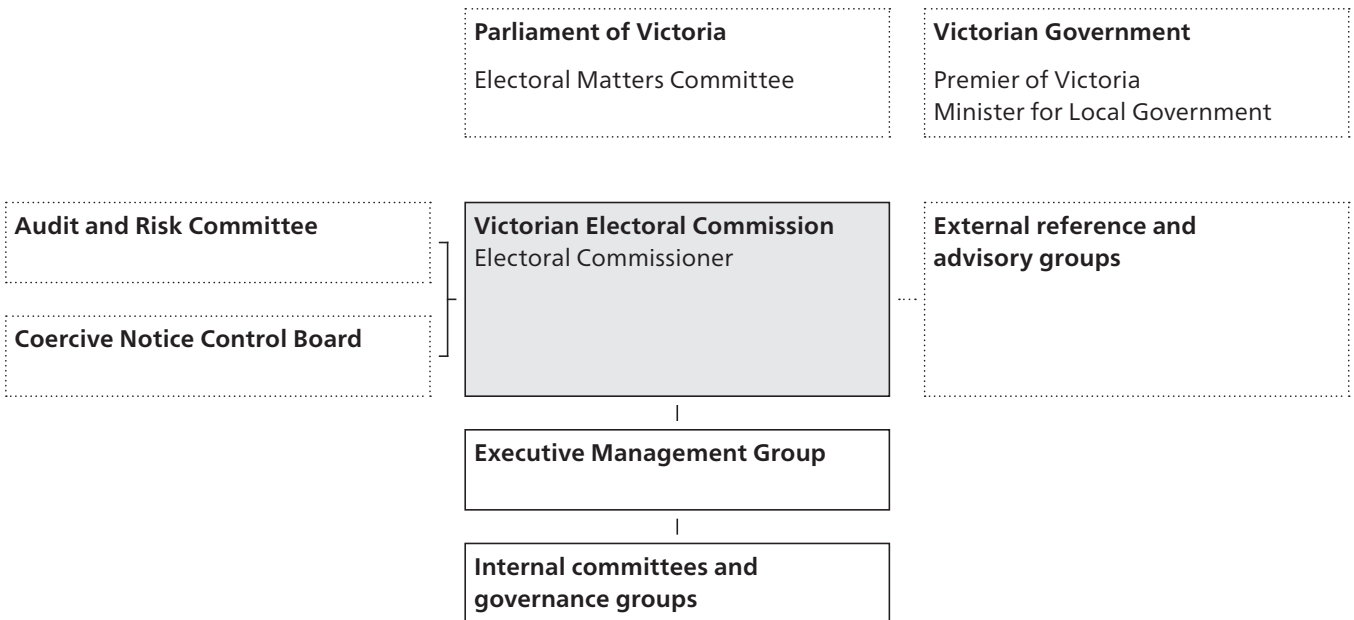 Parliament of Victoria
Electoral Matters Committee
Victorian Government
Premier of Victoria
Minister for Local Government
Audit and Risk Committee
Coercive Notice Control Board
Victorian Electoral Commission
Electoral Commissioner
External reference and
advisory groups
Executive Management Group
Internal committees and
governance groups